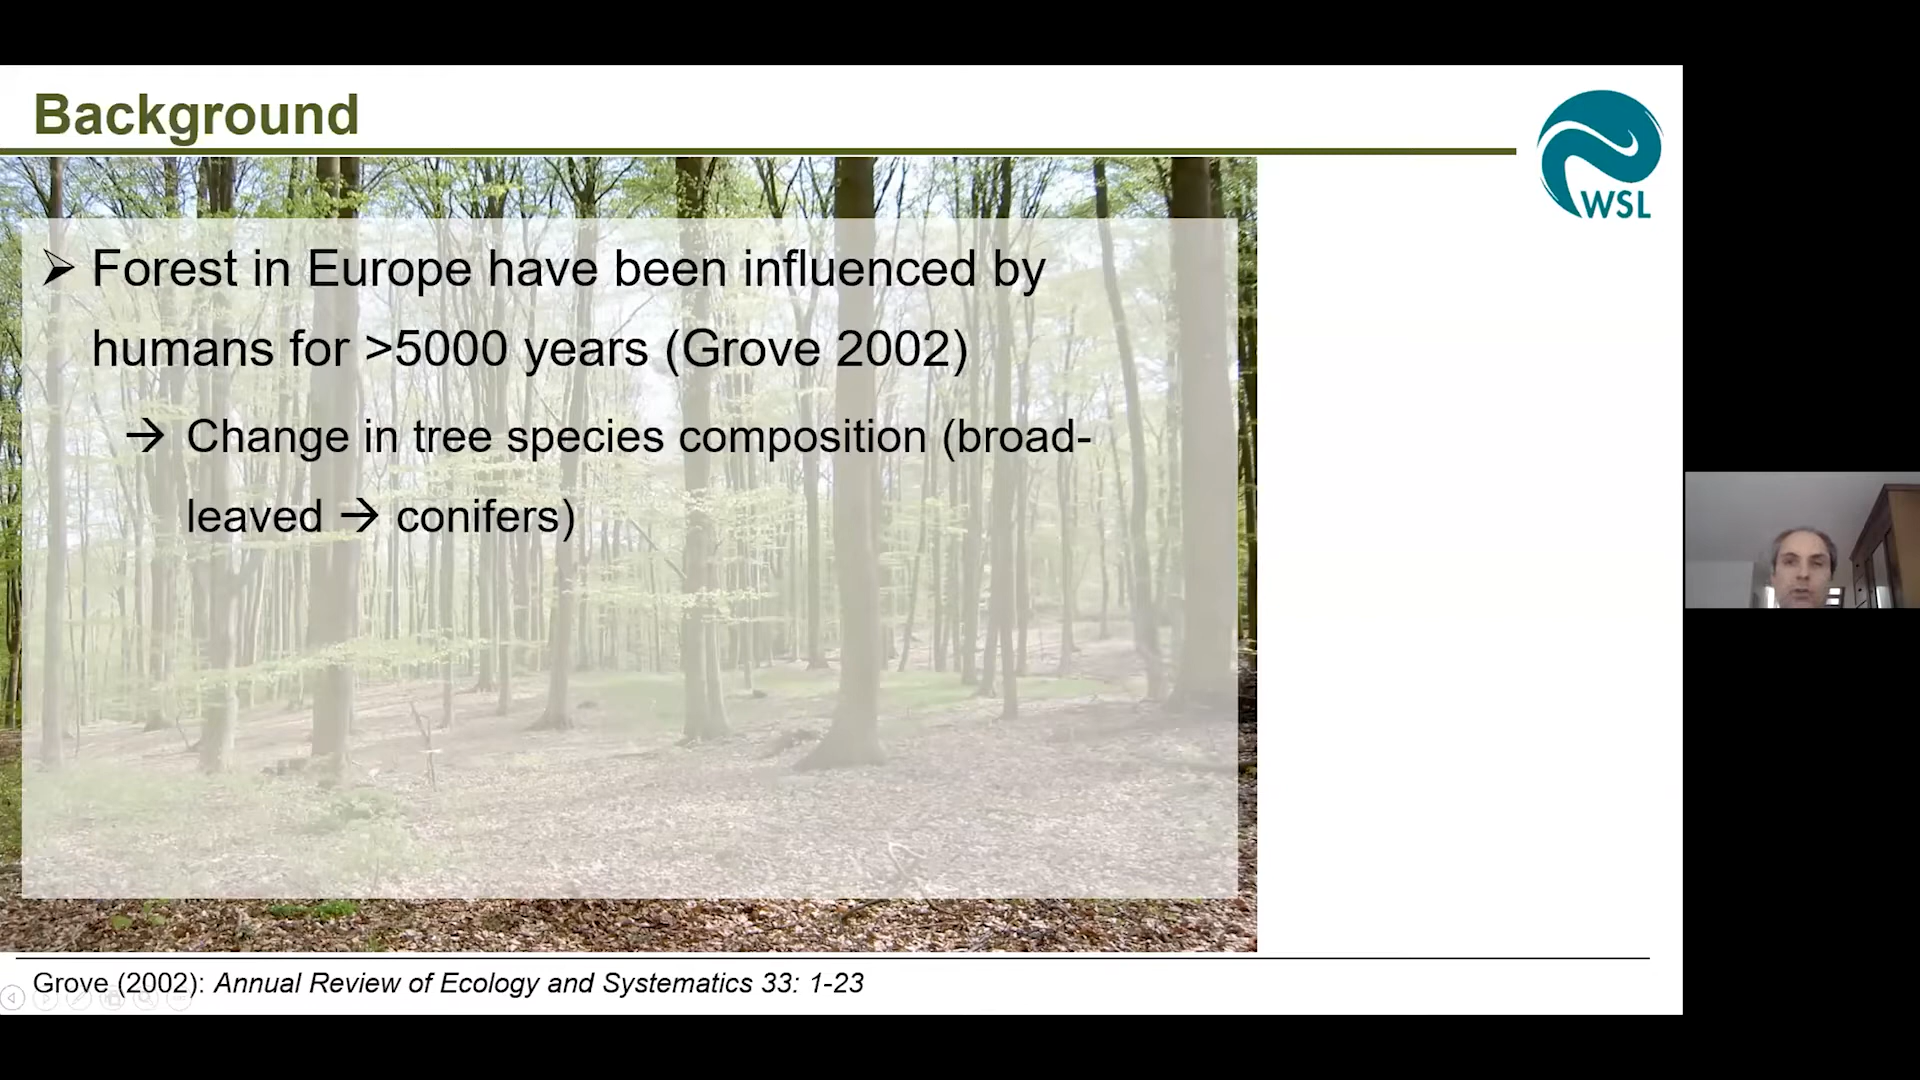 Background
WSL
➢ Forest in Europe have been influenced by
humans for >5000 years (Grove 2002)
→ Change in tree species composition (broad-
leaved → conifers)
Grove (2002): Annual Review of Ecology and Systematics 33: 1-23